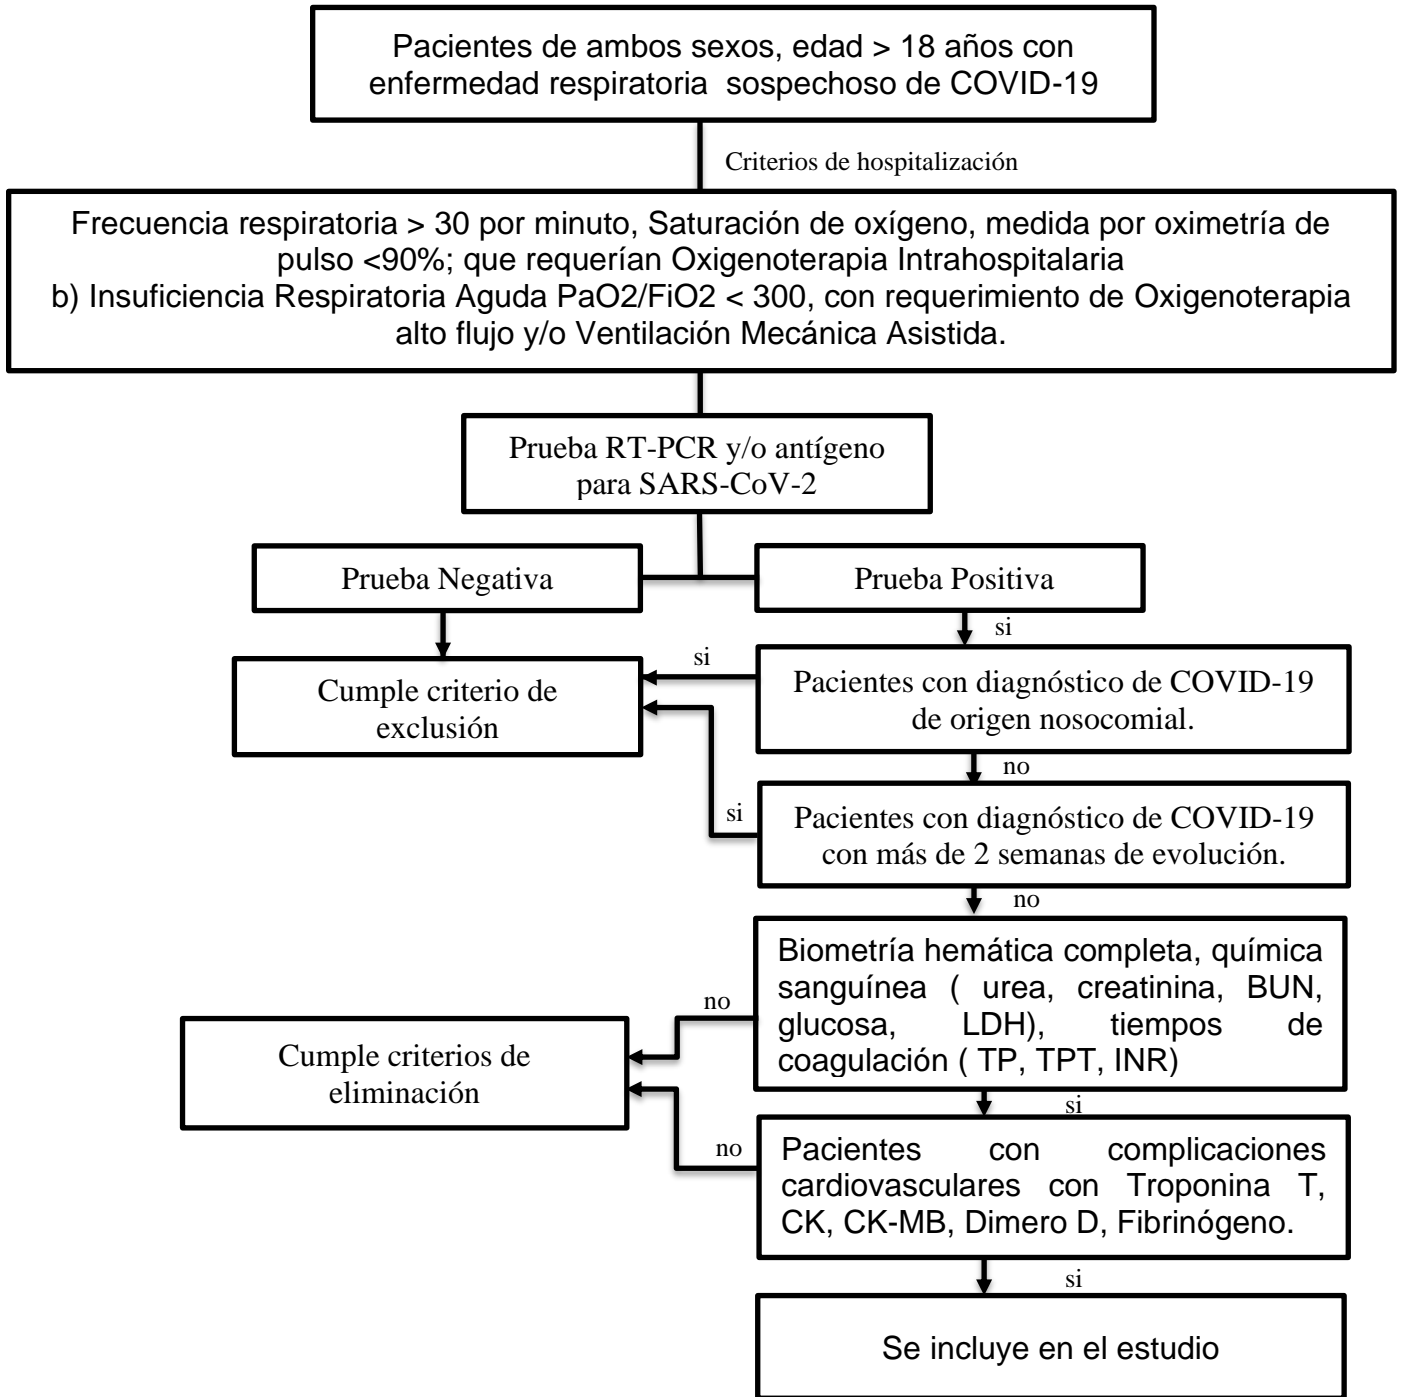 Pacientes de ambos sexos, edad > 18 años con
enfermedad respiratoria sospechoso de COVID-19
Criterios de hospitalización
Frecuencia respiratoria > 30 por minuto, Saturación de oxígeno, medida por oximetría de
pulso <90%; que requerían Oxigenoterapia Intrahospitalaria
b) Insuficiencia Respiratoria Aguda PaO2/FiO2 < 300, con requerimiento de Oxigenoterapia
alto flujo y/o Ventilación Mecánica Asistida.
Prueba RT-PCR y/o antígeno
para SARS-CoV-2
Prueba Negativa
Prueba Positiva
si
si
Cumple criterio de
exclusión
Pacientes con diagnóstico de COVID-19
de origen nosocomial.
no
si
Pacientes con diagnóstico de COVID-19
con más de 2 semanas de evolución.
no
Biometría hemática completa, química
sanguínea ( urea, creatinina, BUN,
glucosa, LDH), tiempos de
coagulación ( TP, TPT, INR)
no
Cumple criterios de
eliminación
si
no
Pacientes con complicaciones
cardiovasculares con Troponina T,
CK, CK-MB, Dimero D, Fibrinógeno.
si
Se incluye en el estudio